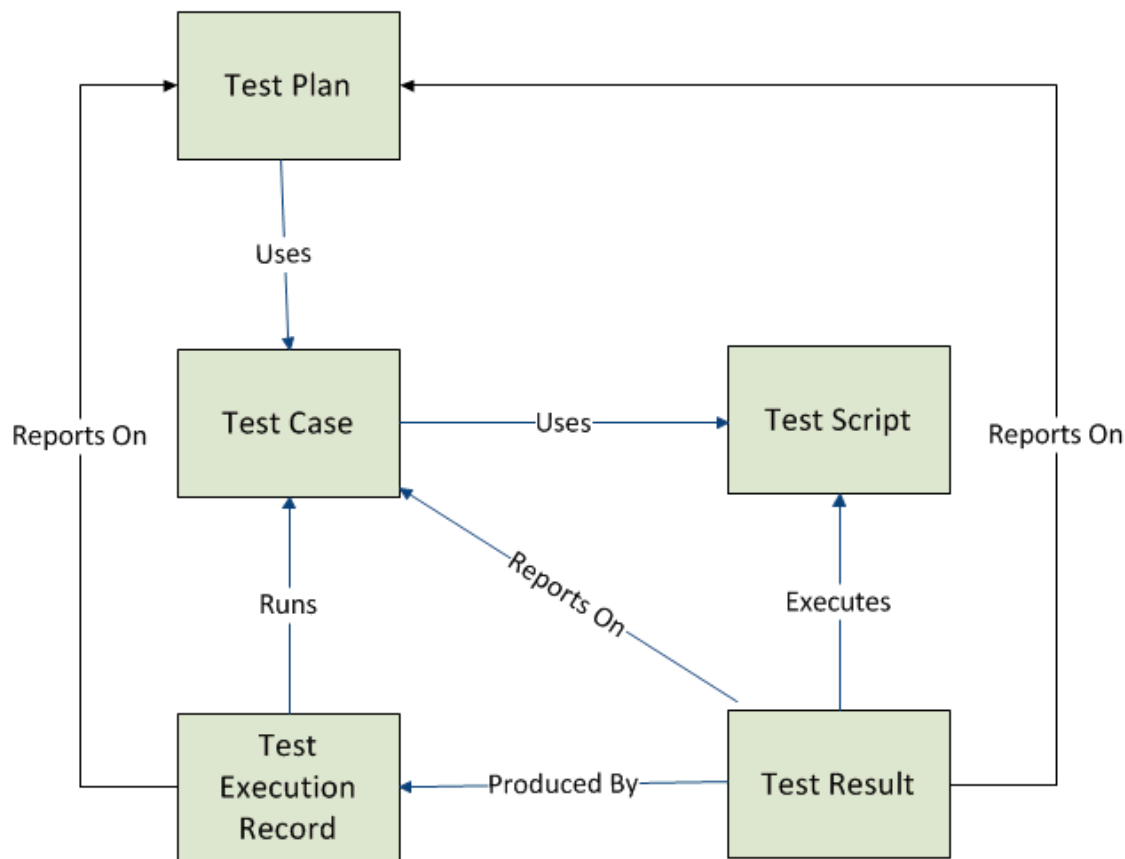 Test Plan
Uses
Test Case
Uses
Test Script
Reports On
Reports On
Reports On
Runs
Executes
Test
Execution
Record
Produced By
Test Result